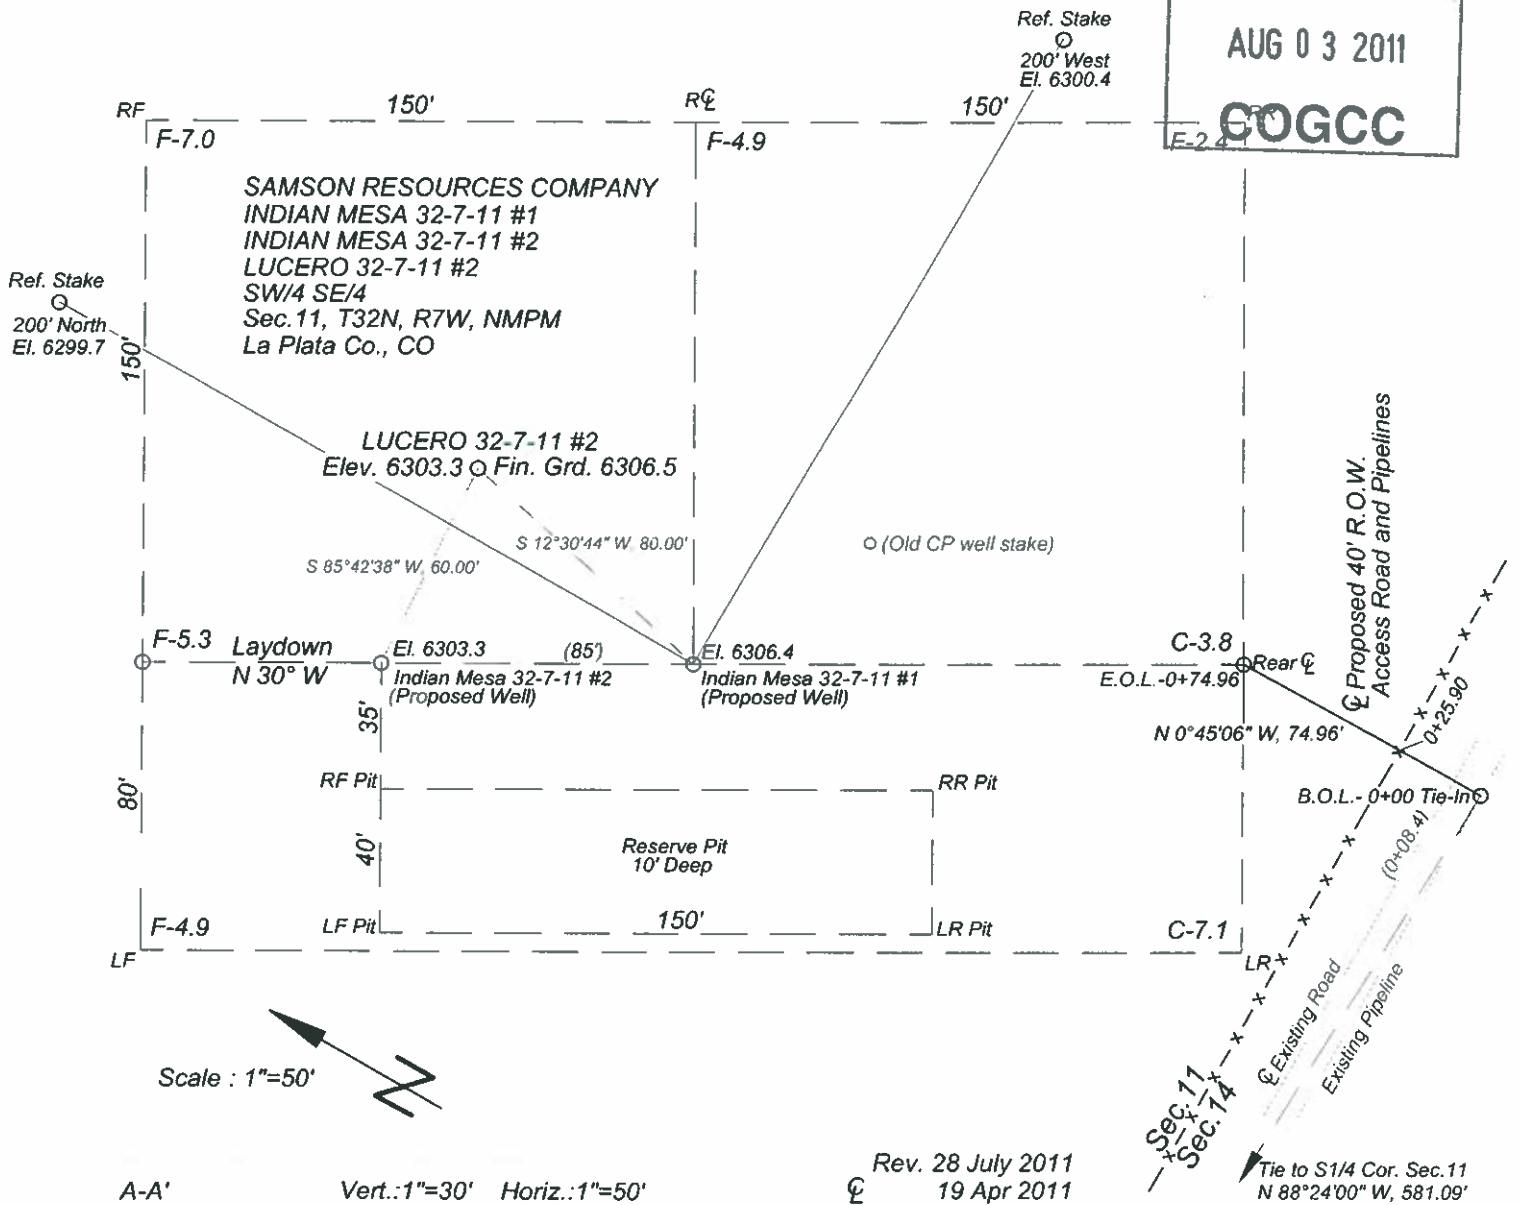 Ref. Stake
200' West
El. 6300.4
AUG 03 2011
COGCC
RF
150'
R℄
150'
F-7.0
F-4.9
SAMSON RESOURCES COMPANY
INDIAN MESA 32-7-11 #1
INDIAN MESA 32-7-11 #2
LUCERO 32-7-11 #2
SW/4 SE/4
Sec.11, T32N, R7W, NMPM
La Plata Co., CO
Ref. Stake
200' North
El. 6299.7
150'
LUCERO 32-7-11 #2
Elev. 6303.3 Fin. Grd. 6306.5
S 12°30'44" W, 80.00'
S 85°42'38" W, 60.00'
(Old CP well stake)
℄ Proposed 40' R.O.W.
Access Road and Pipelines
F-5.3
Laydown
N 30° W
El. 6303.3
(85')
Indian Mesa 32-7-11 #2
(Proposed Well)
El. 6306.4
Indian Mesa 32-7-11 #1
(Proposed Well)
C-3.8
Rear ℄
E.O.L.-0+74.96
N 0°45'06" W, 74.96'
0+25.90
B.O.L.- 0+00 Tie-In
(0+08.4)
35'
80'
RF Pit
RR Pit
40'
Reserve Pit
10' Deep
F-4.9
LF Pit
150'
LR Pit
C-7.1
LF
LR
℄ Existing Road
Existing Pipeline
Scale : 1"=50'
N
Sec. 11
Sec. 14
Tie to S1/4 Cor. Sec.11
N 88°24'00" W, 581.09'
A-A'
Vert.:1"=30'
Horiz.:1"=50'
℄
Rev. 28 July 2011
19 Apr 2011